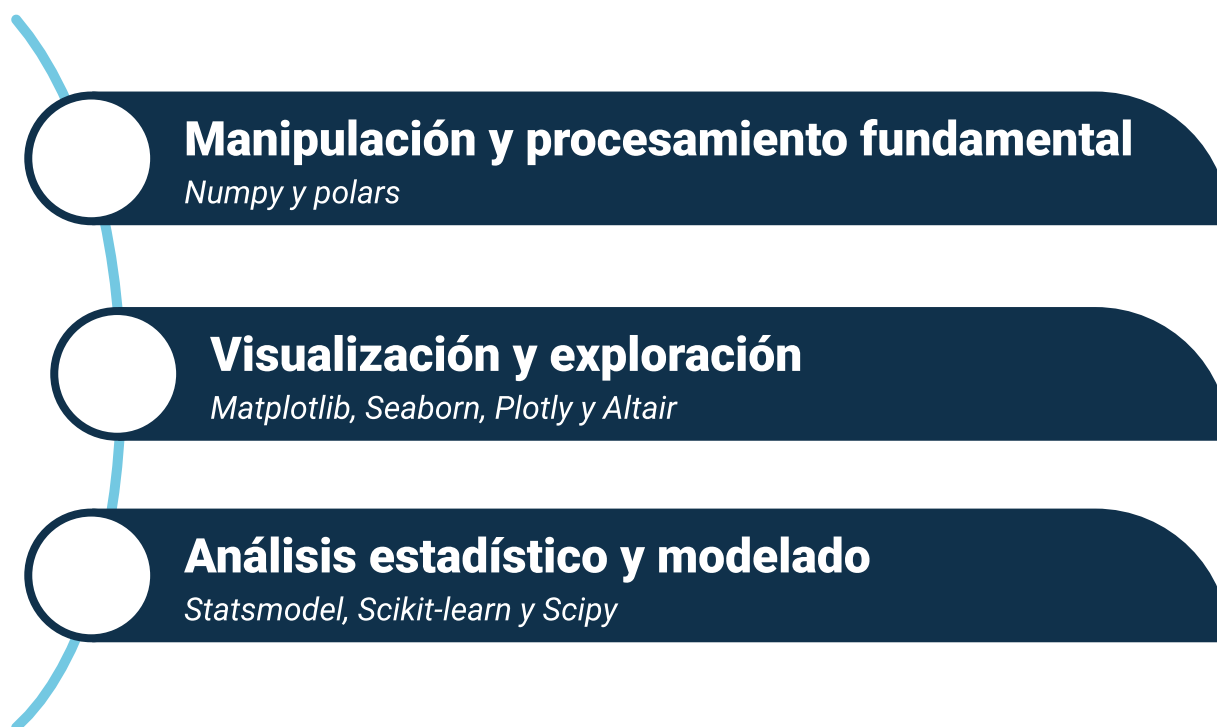 Manipulación y procesamiento fundamental
Numpy y polars
Visualización y exploración
Matplotlib, Seaborn, Plotly y Altair
Análisis estadístico y modelado
Statsmodel, Scikit-learn y Scipy